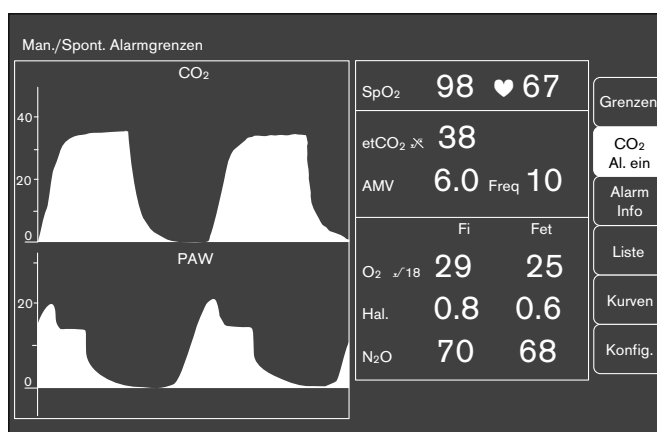 Man./Spont. Alarmgrenzen
CO₂
40
20
0
PAW
20
0
SpO₂ 98 ♥ 67
etCO₂ 38
AMV 6.0 Freq 10
Fi Fet
O₂ 18 29 25
Hal. 0.8 0.6
N₂O 70 68
Grenzen
CO₂
Al. ein
Alarm
Info
Liste
Kurven
Konfig.